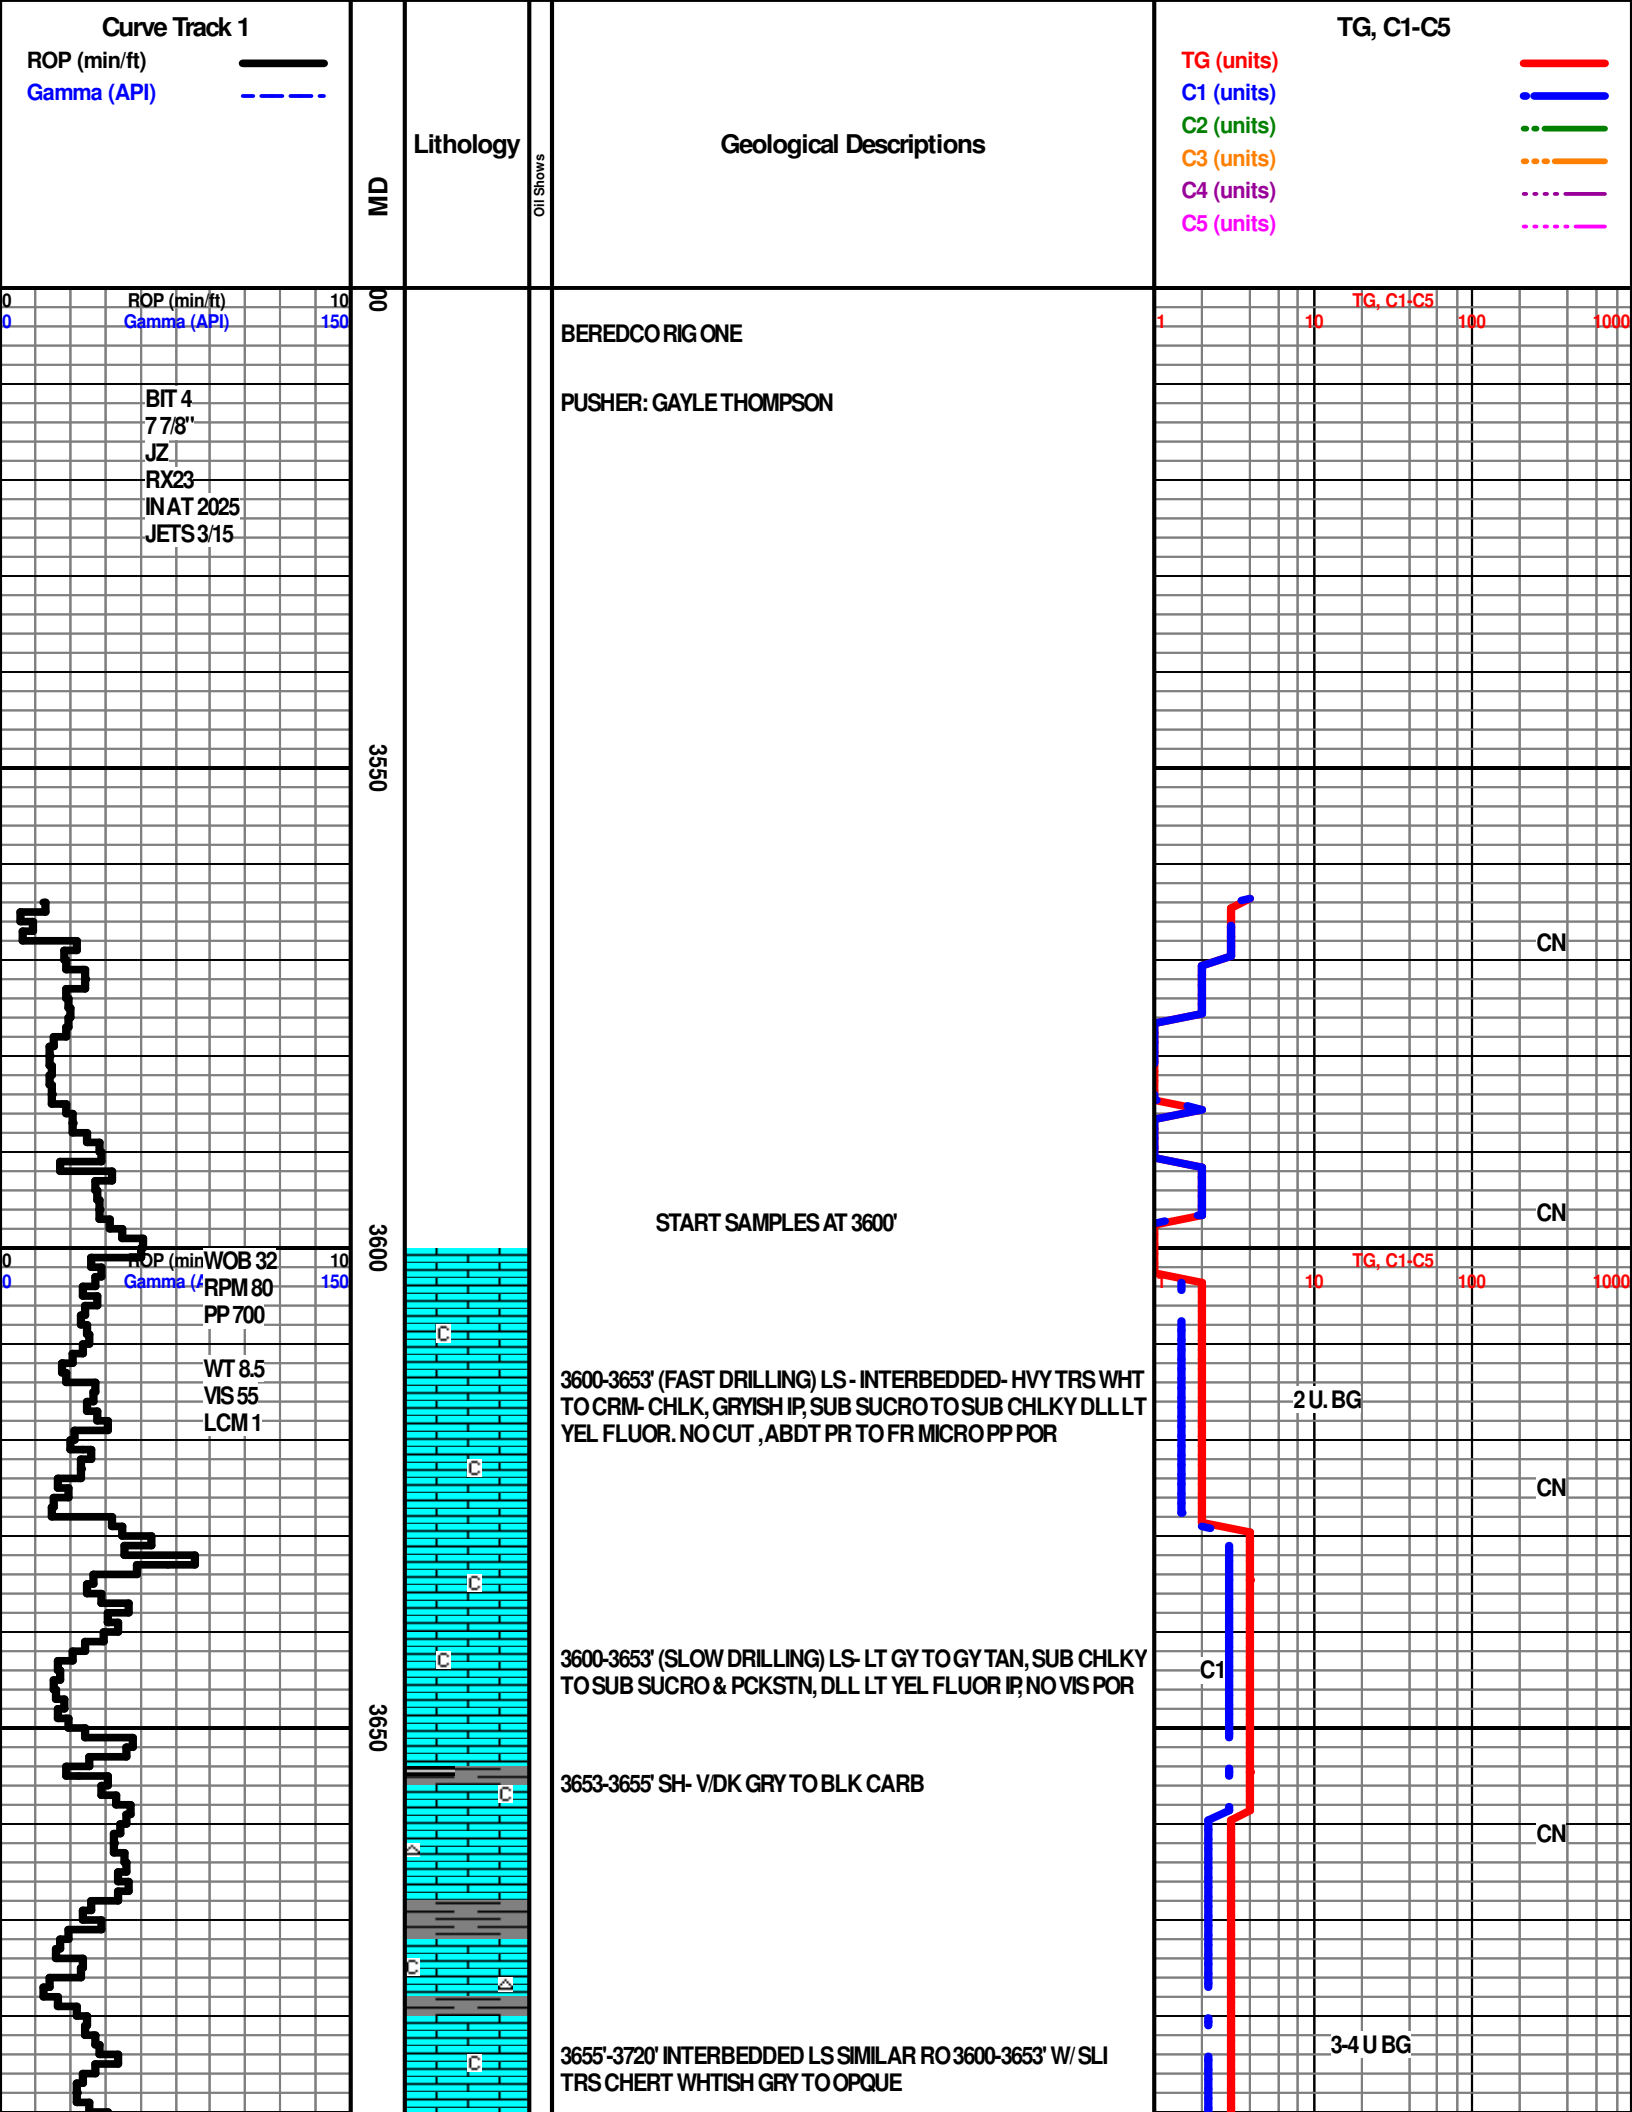 Curve Track 1
ROP (min/ft)
Gamma (API)
MD
Lithology
Oil Shows
Geological Descriptions
TG, C1-C5
TG (units)
C1 (units)
C2 (units)
C3 (units)
C4 (units)
C5 (units)
0 ROP (min/ft) 10
0 Gamma (API) 150
00
TG, C1-C5
1 10 100 1000
BEREDCO RIG ONE
PUSHER: GAYLE THOMPSON
BIT 4
7 7/8"
JZ
RX23
IN AT 2025
JETS 3/15
3550
CN
START SAMPLES AT 3600'
CN
3600
0 ROP (min 10
0 Gamma (A 150
TG, C1-C5
1 10 100 1000
WOB 32
RPM 80
PP 700
WT 8.5
VIS 55
LCM 1
C
3600-3653' (FAST DRILLING) LS - INTERBEDDED- HVY TRS WHT
TO CRM- CHLK, GRYISH IP, SUB SUCRO TO SUB CHLKY DLL LT
YEL FLUOR. NO CUT , ABDT PR TO FR MICRO PP POR
2 U. BG
C
CN
C
C
3600-3653' (SLOW DRILLING) LS- LT GY TO GY TAN, SUB CHLKY
TO SUB SUCRO & PCKSTN, DLL LT YEL FLUOR IP, NO VIS POR
C1
3650
3653-3655' SH- V/DK GRY TO BLK CARB
C
CN
C
3655'-3720' INTERBEDDED LS SIMILAR RO 3600-3653' W/ SLI
TRS CHERT WHTISH GRY TO OPQUE
C
3-4 U BG